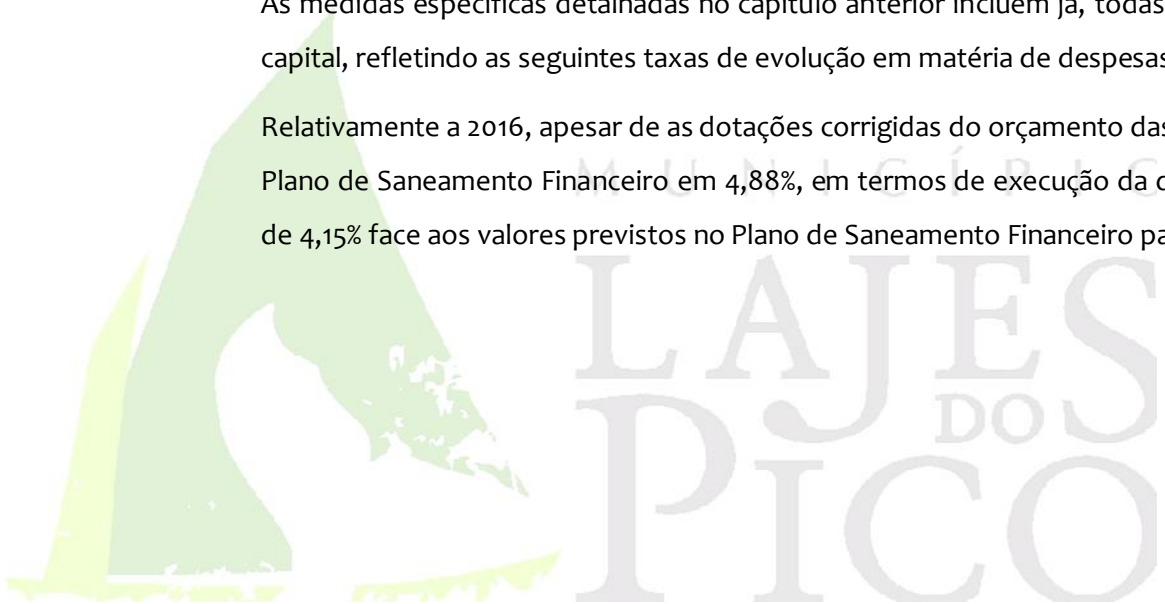 As medidas específicas detalhadas no capítulo anterior incluem já, todas
capital, refletindo as seguintes taxas de evolução em matéria de despesas
Relativamente a 2016, apesar de as dotações corrigidas do orçamento das
Plano de Saneamento Financeiro em 4,88%, em termos de execução da
de 4,15% face aos valores previstos no Plano de Saneamento Financeiro
MUNICÍPI
LAJES
DO
PICO